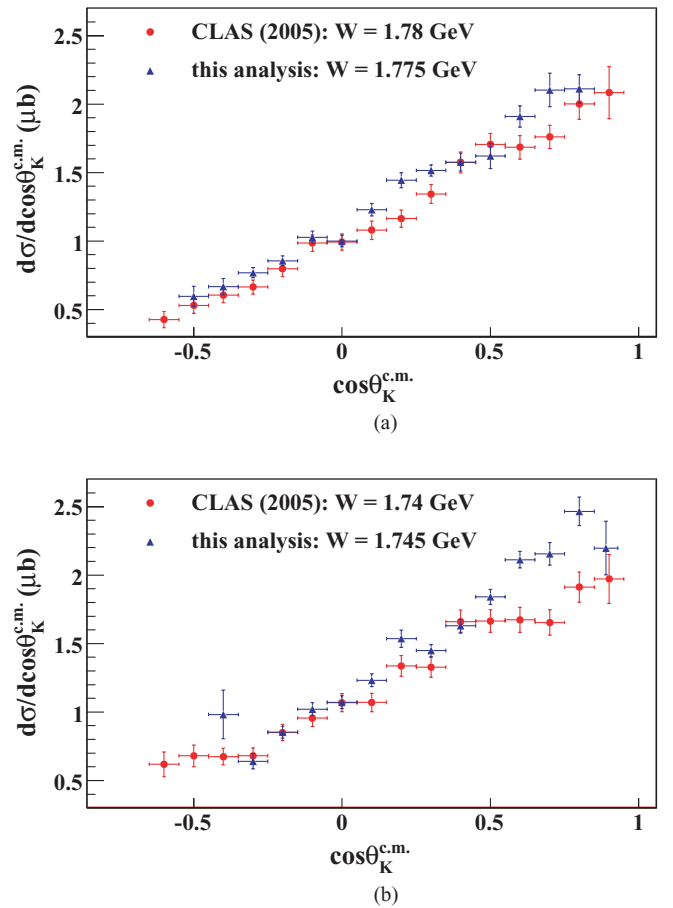 CLAS (2005): W = 1.78 GeV
this analysis: W = 1.775 GeV
dσ/dcosθ_K^c.m. (μb)
2.5
2
1.5
1
0.5
-0.5 0 0.5 1
cosθ_K^c.m.
(a)
CLAS (2005): W = 1.74 GeV
this analysis: W = 1.745 GeV
dσ/dcosθ_K^c.m. (μb)
2.5
2
1.5
1
0.5
-0.5 0 0.5 1
cosθ_K^c.m.
(b)